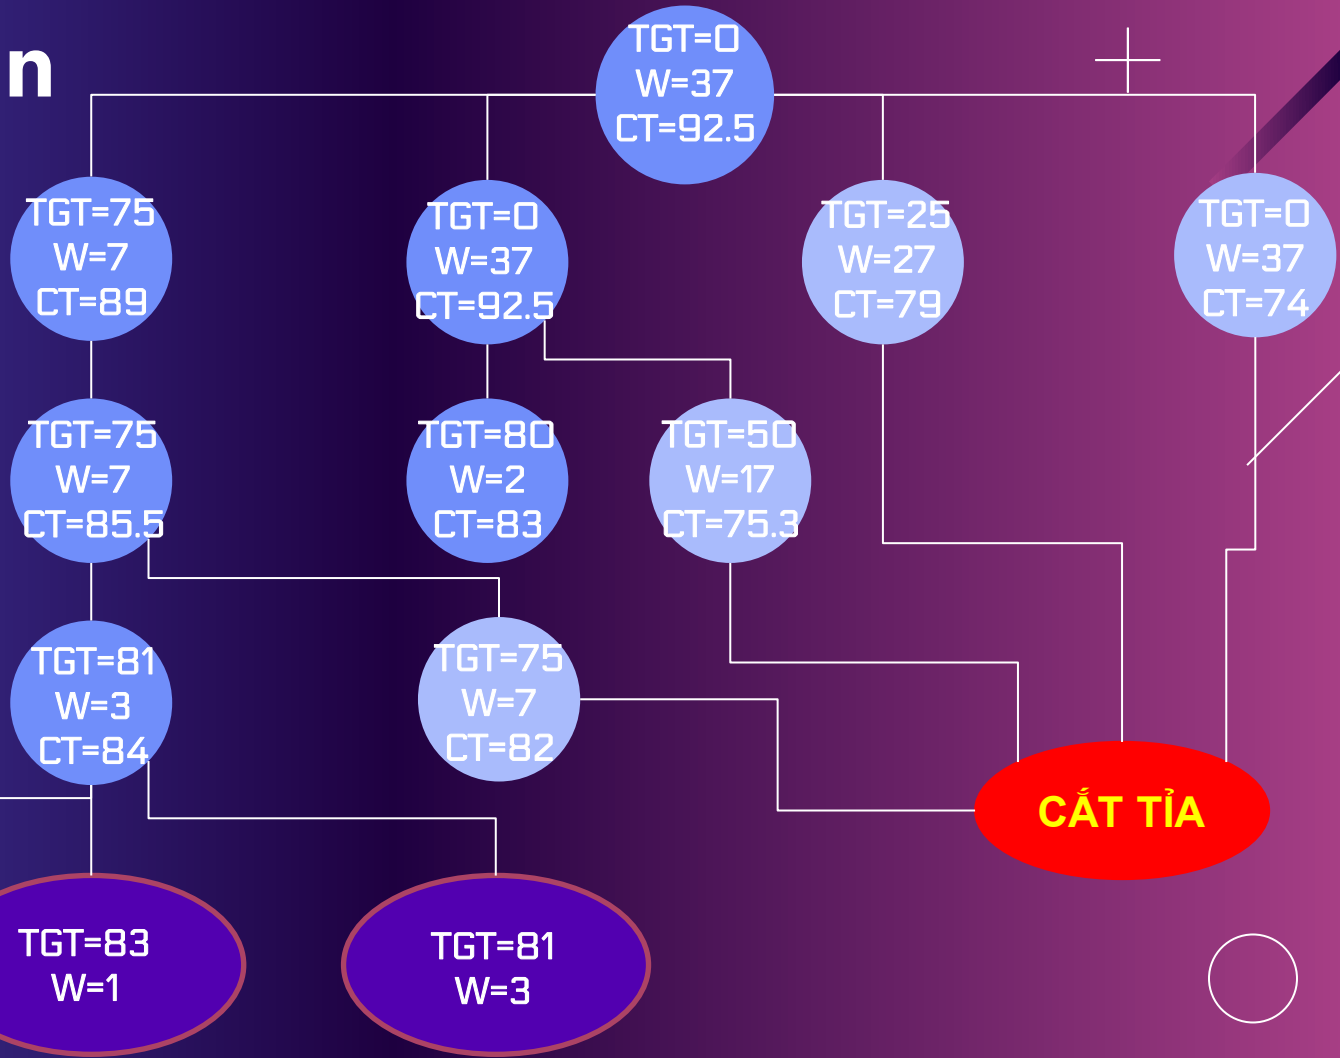 n
TGT=0
W=37
CT=92.5
TGT=75
W=7
CT=89
TGT=0
W=37
CT=92.5
TGT=25
W=27
CT=79
TGT=0
W=37
CT=74
TGT=75
W=7
CT=85.5
TGT=80
W=2
CT=83
TGT=50
W=17
CT=75.3
TGT=81
W=3
CT=84
TGT=75
W=7
CT=82
CẮT TỈA
TGT=83
W=1
TGT=81
W=3